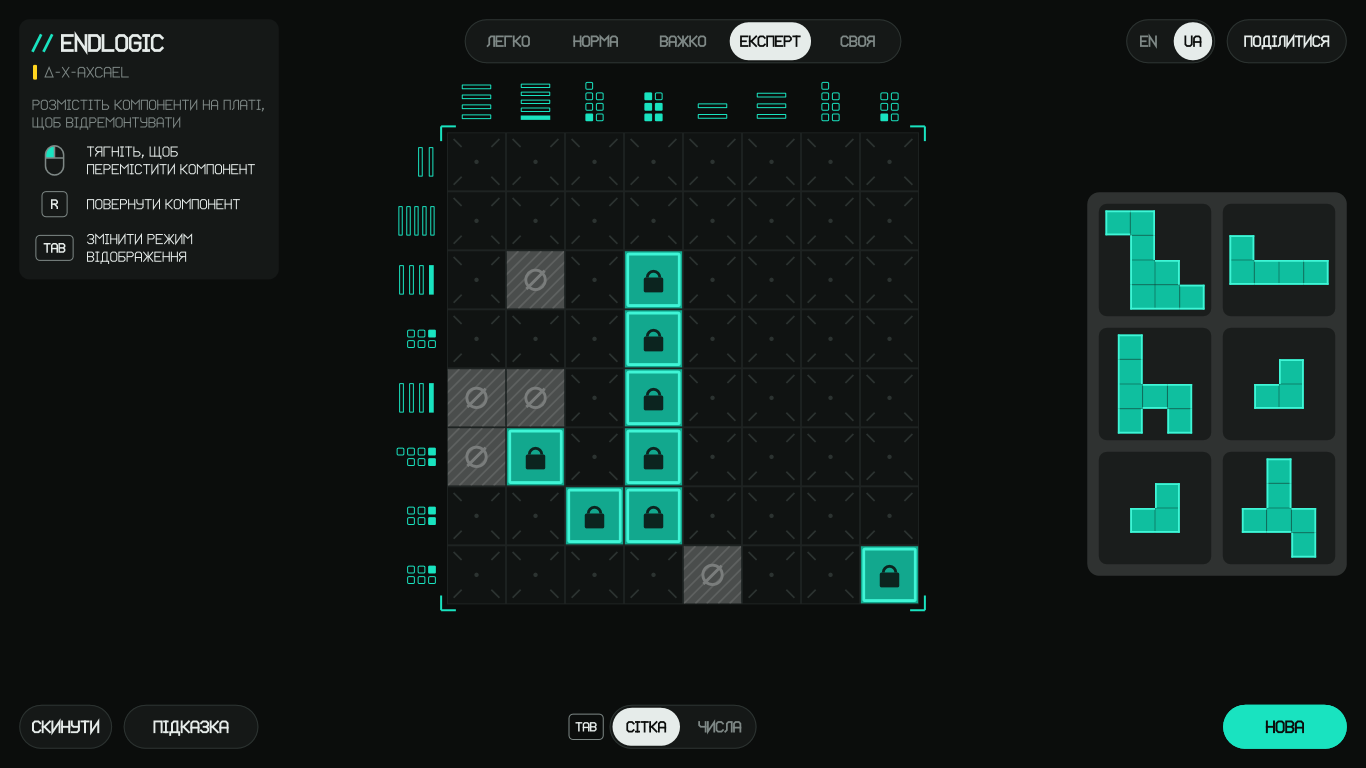 // ENDLOGIC
Δ-X-AXCAEL
РОЗМІСТІТЬ КОМПОНЕНТИ НА ПЛАТІ,
ЩОБ ВІДРЕМОНТУВАТИ
ТЯГНІТЬ, ЩОБ
ПЕРЕМІСТИТИ КОМПОНЕНТ
R
ПОВЕРНУТИ КОМПОНЕНТ
TAB
ЗМІНИТИ РЕЖИМ
ВІДОБРАЖЕННЯ
ЛЕГКО
НОРМА
ВАЖКО
ЕКСПЕРТ
СВОЯ
EN
UA
ПОДІЛИТИСЯ
СКИНУТИ
ПІДКАЗКА
TAB
СІТКА
ЧИСЛА
НОВА